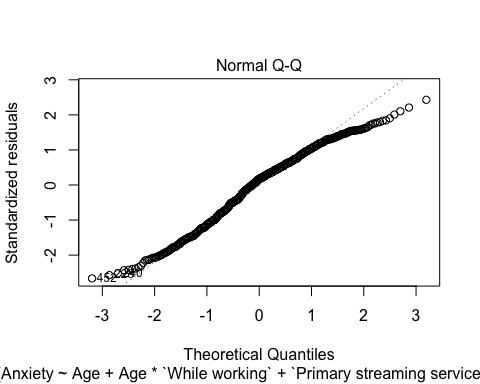 Normal Q-Q
Standardized residuals
3
2
1
0
-1
-2
-3 -2 -1 0 1 2 3
Theoretical Quantiles
(Anxiety ~ Age + Age * `While working` + `Primary streaming service